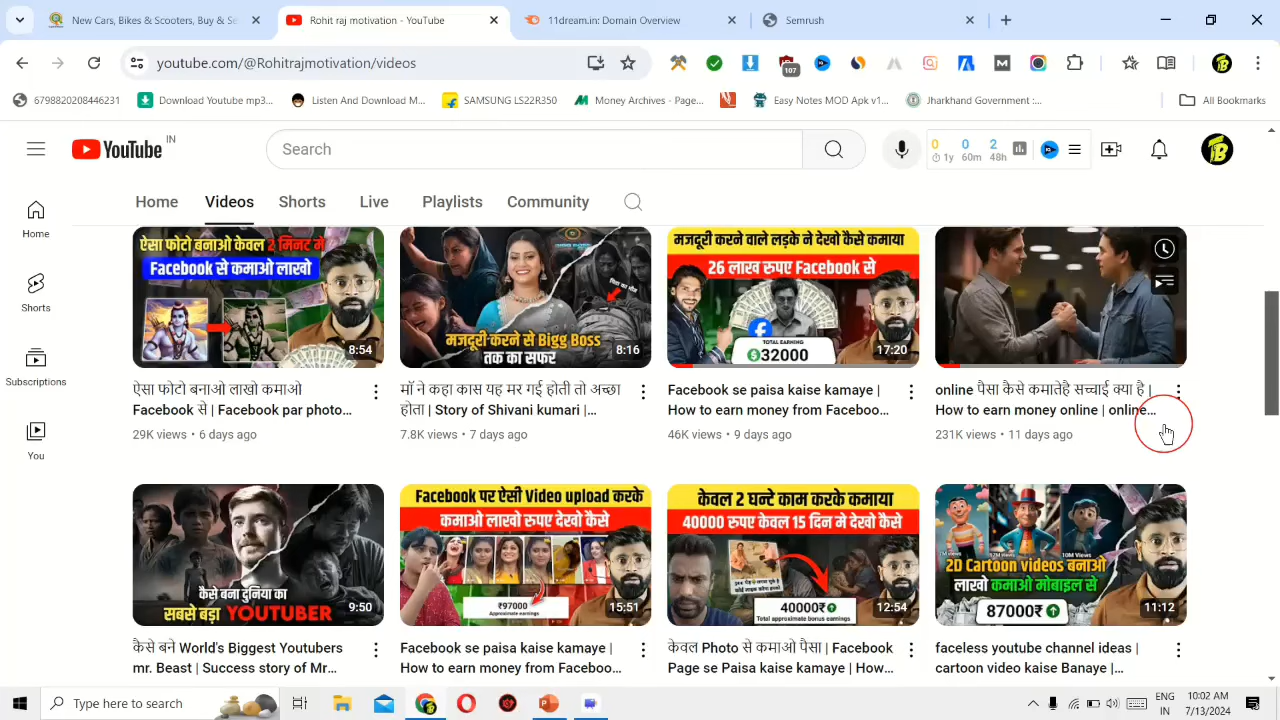 New Cars, Bikes & Scooters, Buy & Se
Rohit raj motivation - YouTube
11dream.in: Domain Overview
Semrush
youtube.com/@Rohitrajmotivation/videos
107
6798820208446231
Download Youtube mp3...
Listen And Download M...
SAMSUNG LS22R350
Money Archives - Page...
Easy Notes MOD Apk v1...
Jharkhand Government :...
All Bookmarks
YouTube IN
Search
0 0 2
1y 60m 48h
Home
Videos
Shorts
Live
Playlists
Community
Home
Shorts
Subscriptions
You
ऐसा फोटो बनाओ केवल 2 मिनट मे
Facebook से कमाओ लाखो
8:54
मजदूरी करने से Bigg Boss
तक का सफर
8:16
मजदूरी करने वाले लड़के ने देखो कैसे कमाया
26 लाख रुपए Facebook से
TOTAL EARNING
$32000
17:20
ऐसा फोटो बनाओ लाखो कमाओ
Facebook से | Facebook par photo...
29K views • 6 days ago
माँ ने कहा कास यह मर गई होती तो अच्छा
होता | Story of Shivani kumari |...
7.8K views • 7 days ago
Facebook se paisa kaise kamaye |
How to earn money from Faceboo...
46K views • 9 days ago
online पैसा कैसे कमातेहै सच्चाई क्या है |
How to earn money online | online...
231K views • 11 days ago
कैसे बना दुनिया का
सबसे बड़ा YOUTUBER
9:50
Facebook पर ऐसी Video upload करके
कमाओ लाखो रुपए देखो कैसे
₹97000
Approximate earnings
15:51
केवल 2 घन्टे काम करके कमाया
40000 रुपए केवल 15 दिन मे देखो कैसे
40000₹
Total approximate bonus earnings
12:54
10M Views
2D Cartoon videos बनाओ
लाखो कमाओ मोबाइल से
87000₹
11:12
कैसे बने World's Biggest Youtubers
mr. Beast | Success story of Mr...
Facebook se paisa kaise kamaye |
How to earn money from Faceboo...
केवल Photo से कमाओ पैसा | Facebook
Page se Paisa kaise kamaye | How...
faceless youtube channel ideas |
cartoon video kaise Banaye |...
Type here to search
ENG
IN
10:02 AM
7/13/2024